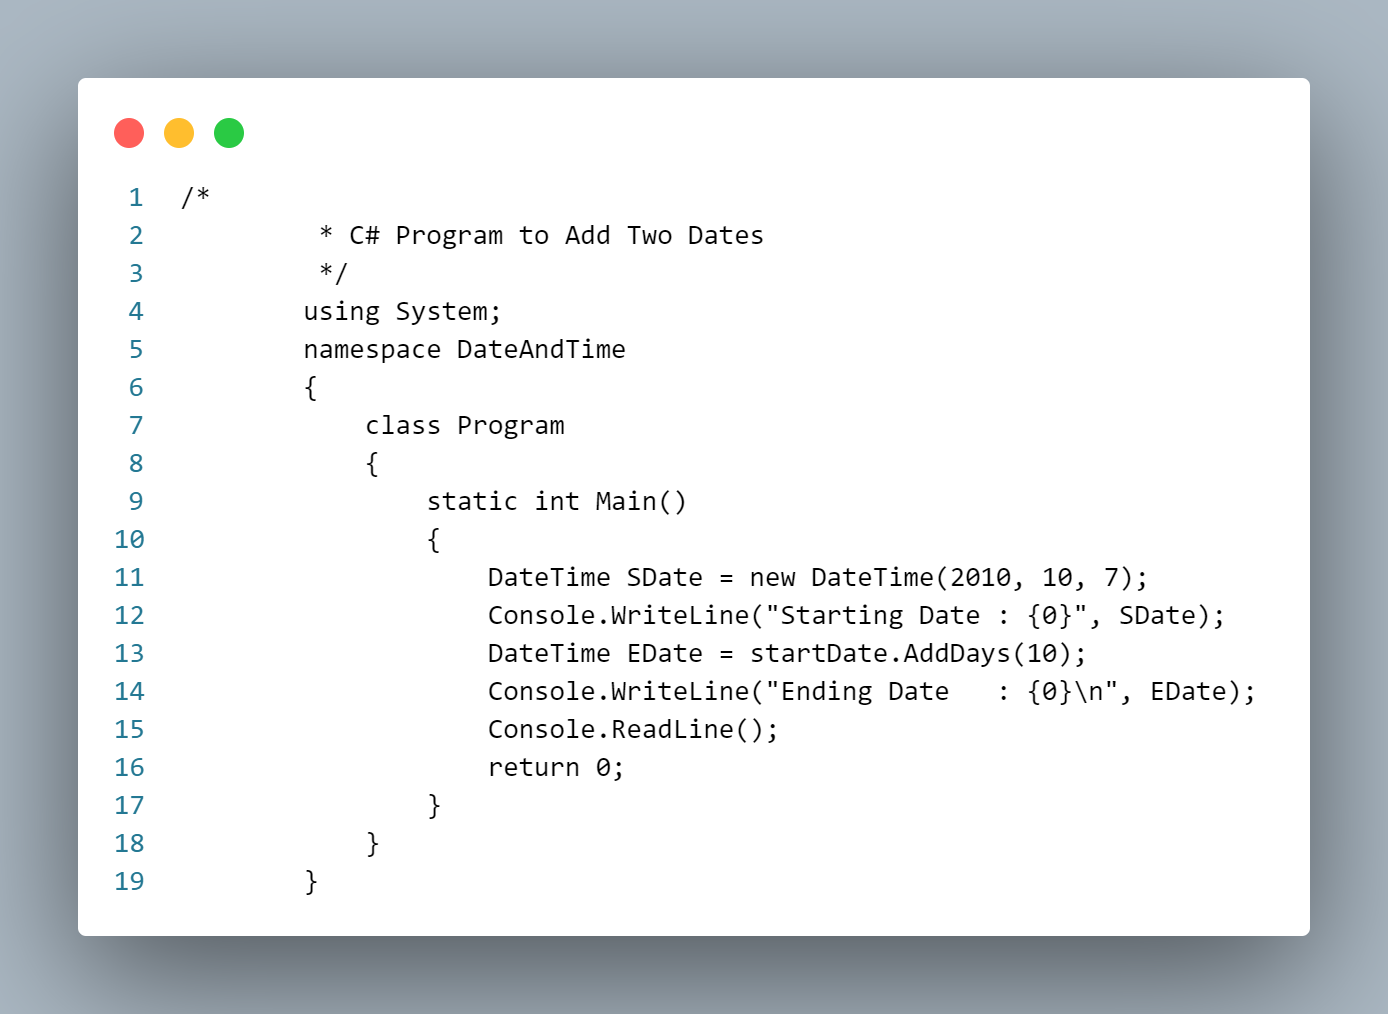 1 /*
2          * C# Program to Add Two Dates
3          */
4         using System;
5         namespace DateAndTime
6         {
7             class Program
8             {
9                 static int Main()
10                 {
11                     DateTime SDate = new DateTime(2010, 10, 7);
12                     Console.WriteLine("Starting Date : {0}", SDate);
13                     DateTime EDate = startDate.AddDays(10);
14                     Console.WriteLine("Ending Date   : {0}\n", EDate);
15                     Console.ReadLine();
16                     return 0;
17                 }
18             }
19         }